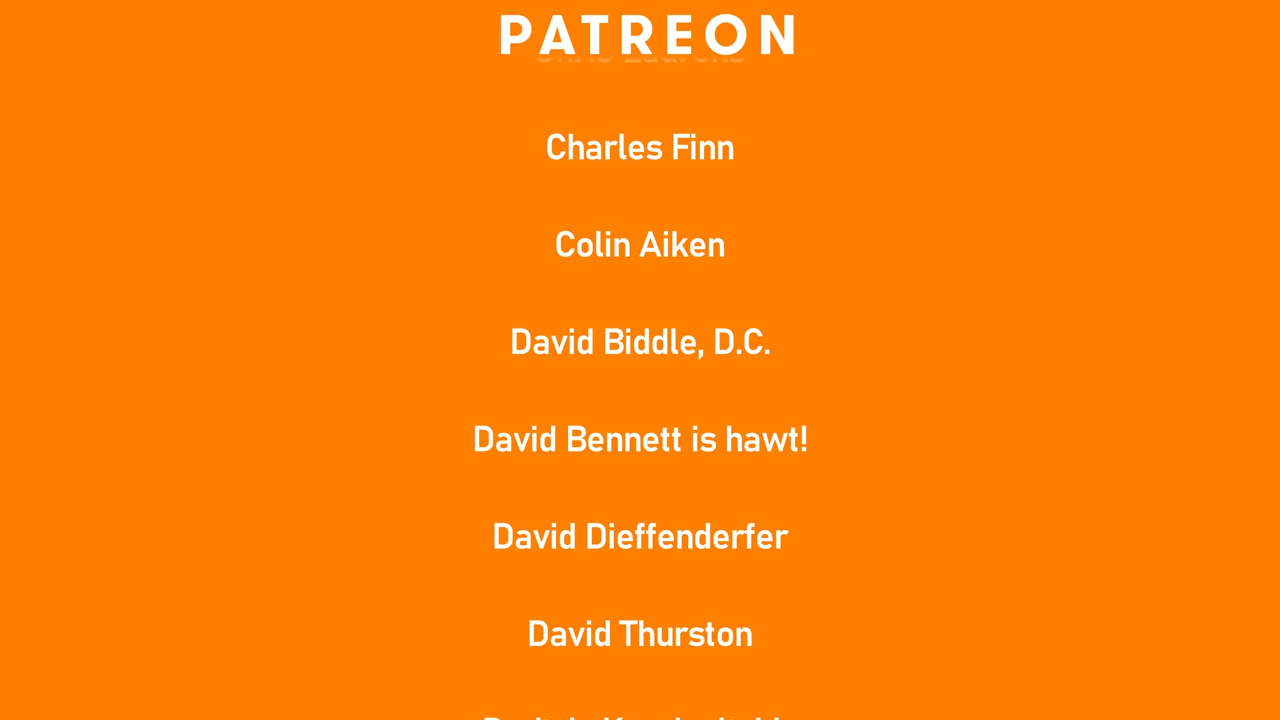 PATREON
Charles Finn
Colin Aiken
David Biddle, D.C.
David Bennett is hawt!
David Dieffenderfer
David Thurston